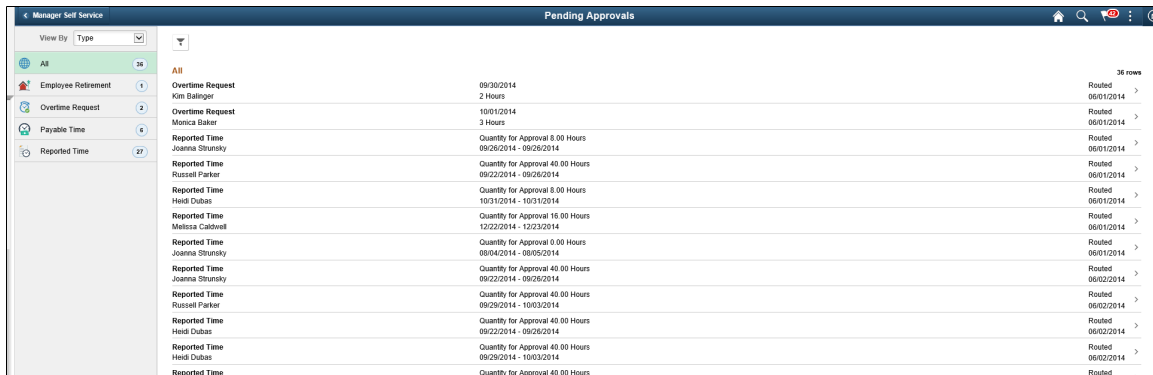 Manager Self Service
Pending Approvals
42
View By Type
All 36
Employee Retirement 1
Overtime Request 2
Payable Time 6
Reported Time 27
All
36 rows
Overtime Request 09/30/2014 Routed
Kim Balinger 2 Hours 06/01/2014
Overtime Request 10/01/2014 Routed
Monica Baker 3 Hours 06/01/2014
Reported Time Quantity for Approval 8.00 Hours Routed
Joanna Strunsky 09/26/2014 - 09/26/2014 06/01/2014
Reported Time Quantity for Approval 40.00 Hours Routed
Russell Parker 09/22/2014 - 09/26/2014 06/01/2014
Reported Time Quantity for Approval 8.00 Hours Routed
Heidi Dubas 10/31/2014 - 10/31/2014 06/01/2014
Reported Time Quantity for Approval 16.00 Hours Routed
Melissa Caldwell 12/22/2014 - 12/23/2014 06/01/2014
Reported Time Quantity for Approval 0.00 Hours Routed
Joanna Strunsky 08/04/2014 - 08/05/2014 06/01/2014
Reported Time Quantity for Approval 40.00 Hours Routed
Joanna Strunsky 09/22/2014 - 09/26/2014 06/02/2014
Reported Time Quantity for Approval 40.00 Hours Routed
Russell Parker 09/29/2014 - 10/03/2014 06/02/2014
Reported Time Quantity for Approval 40.00 Hours Routed
Heidi Dubas 09/22/2014 - 09/26/2014 06/02/2014
Reported Time Quantity for Approval 40.00 Hours Routed
Heidi Dubas 09/29/2014 - 10/03/2014 06/02/2014
Reported Time Quantity for Approval 40.00 Hours Routed